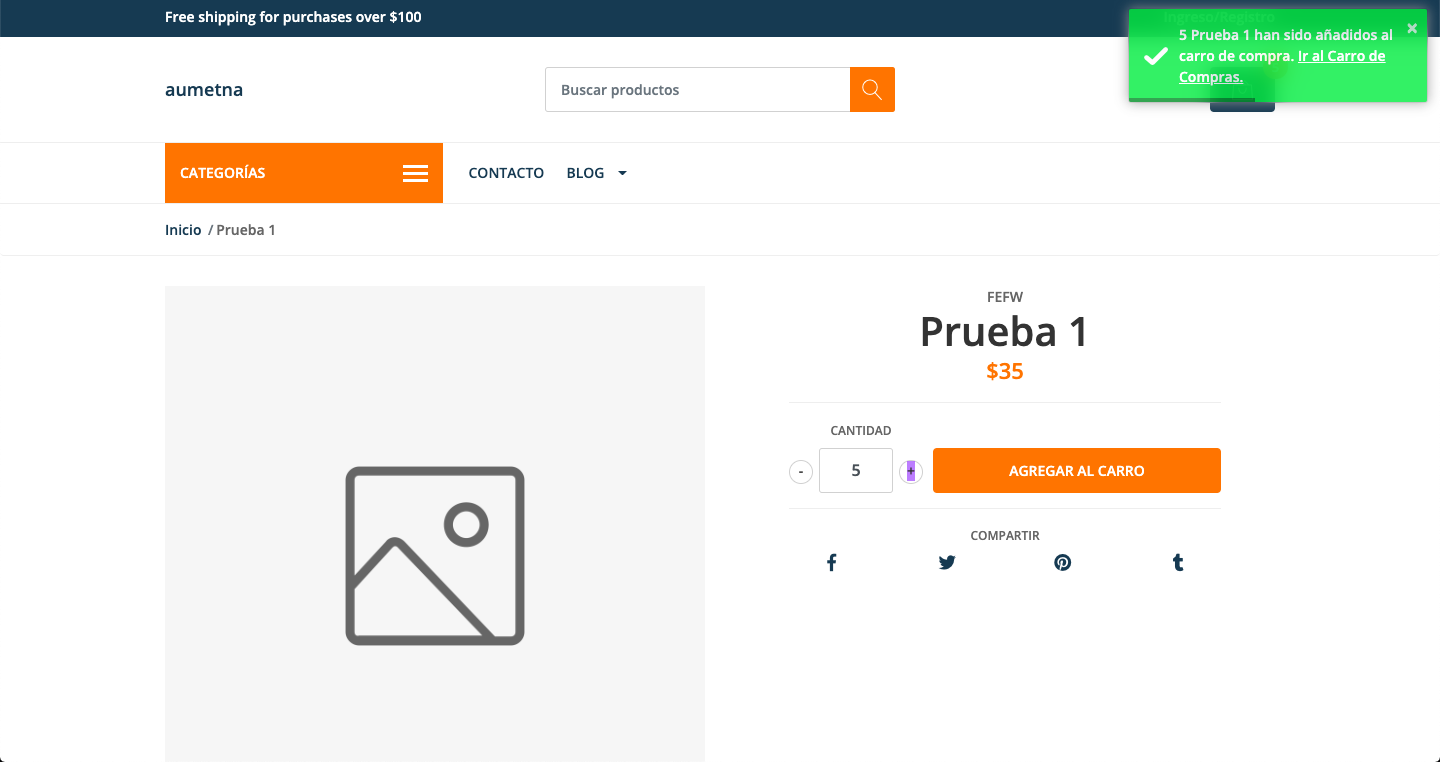 Free shipping for purchases over $100
Ingreso/Registro
5 Prueba 1 han sido añadidos al
carro de compra. Ir al Carro de
Compras.
×
aumetna
Buscar productos
CATEGORÍAS
CONTACTO
BLOG
Inicio / Prueba 1
FEFW
Prueba 1
$35
CANTIDAD
- 5 +
AGREGAR AL CARRO
COMPARTIR